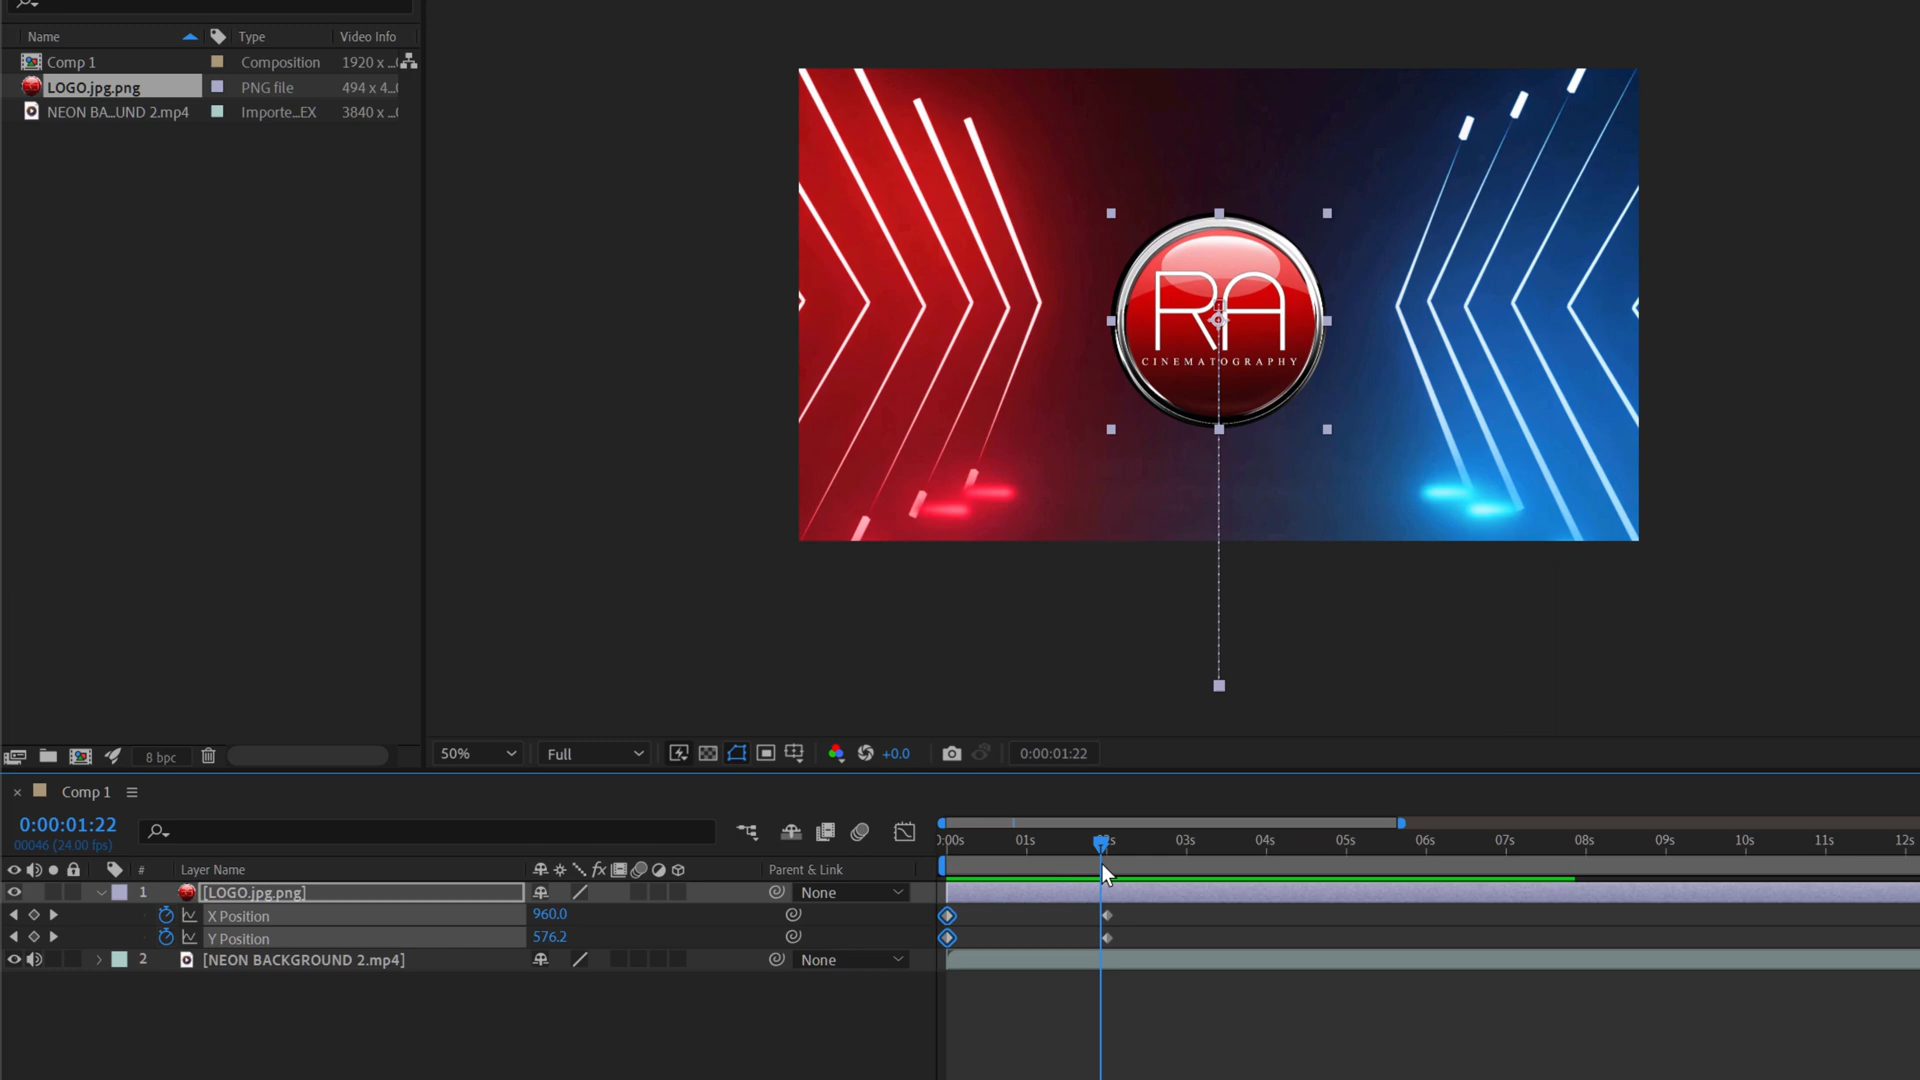 Name Type Video Info
Comp 1 Composition 1920 x ...(
LOGO.jpg.png PNG file 494 x 4...(
NEON BA...UND 2.mp4 Importe...EX 3840 x ...(
RA
CINEMATOGRAPHY
8 bpc
50% Full +0.0 0:00:01:22
Comp 1
0:00:01:22
00046 (24.00 fps)
):00s 01s 03s 04s 05s 06s 07s 08s 09s 10s 11s 12s
# Layer Name fx Parent & Link
1 [LOGO.jpg.png] None
X Position 960.0
Y Position 576.2
2 [NEON BACKGROUND 2.mp4] None